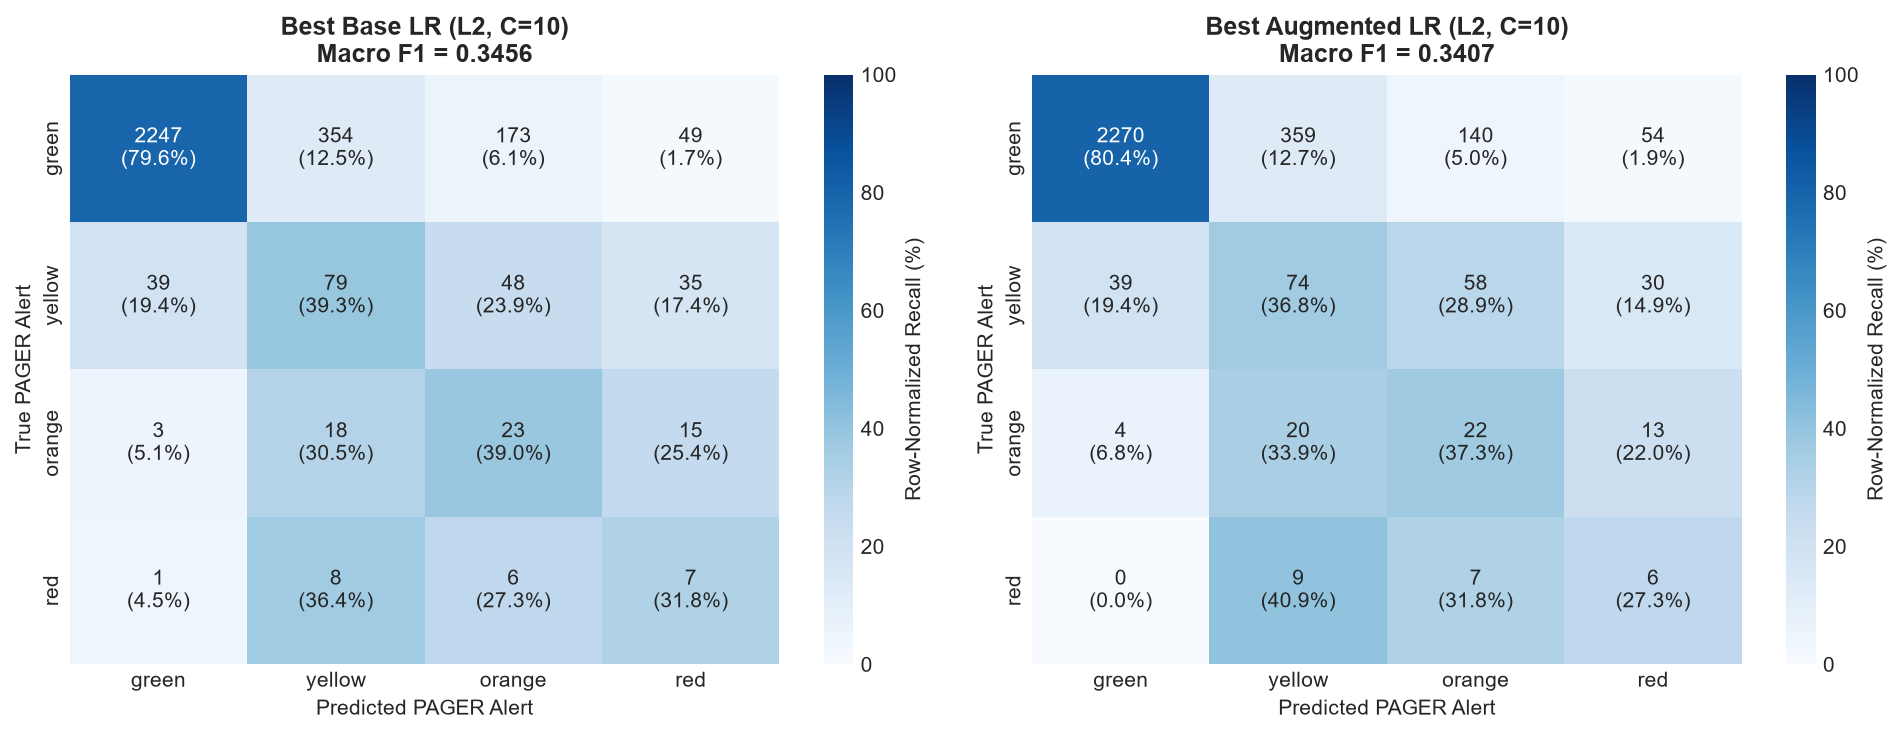 Best Base LR (L2, C=10)
Macro F1 = 0.3456
True PAGER Alert
green
yellow
orange
red
2247
(79.6%)
354
(12.5%)
173
(6.1%)
49
(1.7%)
39
(19.4%)
79
(39.3%)
48
(23.9%)
35
(17.4%)
3
(5.1%)
18
(30.5%)
23
(39.0%)
15
(25.4%)
1
(4.5%)
8
(36.4%)
6
(27.3%)
7
(31.8%)
green
yellow
orange
red
Predicted PAGER Alert
100
80
60
40
20
0
Row-Normalized Recall (%)
Best Augmented LR (L2, C=10)
Macro F1 = 0.3407
True PAGER Alert
green
yellow
orange
red
2270
(80.4%)
359
(12.7%)
140
(5.0%)
54
(1.9%)
39
(19.4%)
74
(36.8%)
58
(28.9%)
30
(14.9%)
4
(6.8%)
20
(33.9%)
22
(37.3%)
13
(22.0%)
0
(0.0%)
9
(40.9%)
7
(31.8%)
6
(27.3%)
green
yellow
orange
red
Predicted PAGER Alert
100
80
60
40
20
0
Row-Normalized Recall (%)